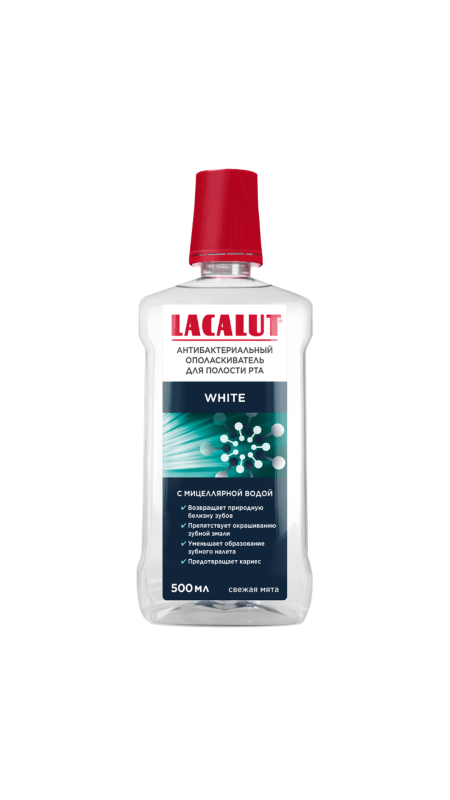 LACALUT
АНТИБАКТЕРИАЛЬНЫЙ
ОПОЛАСКИВАТЕЛЬ
ДЛЯ ПОЛОСТИ РТА
WHITE
С МИЦЕЛЛЯРНОЙ ВОДОЙ
✓ Возвращает природную
белизну зубов
✓ Препятствует окрашиванию
зубной эмали
✓ Уменьшает образование
зубного налета
✓ Предотвращает кариес
500 МЛ свежая мята